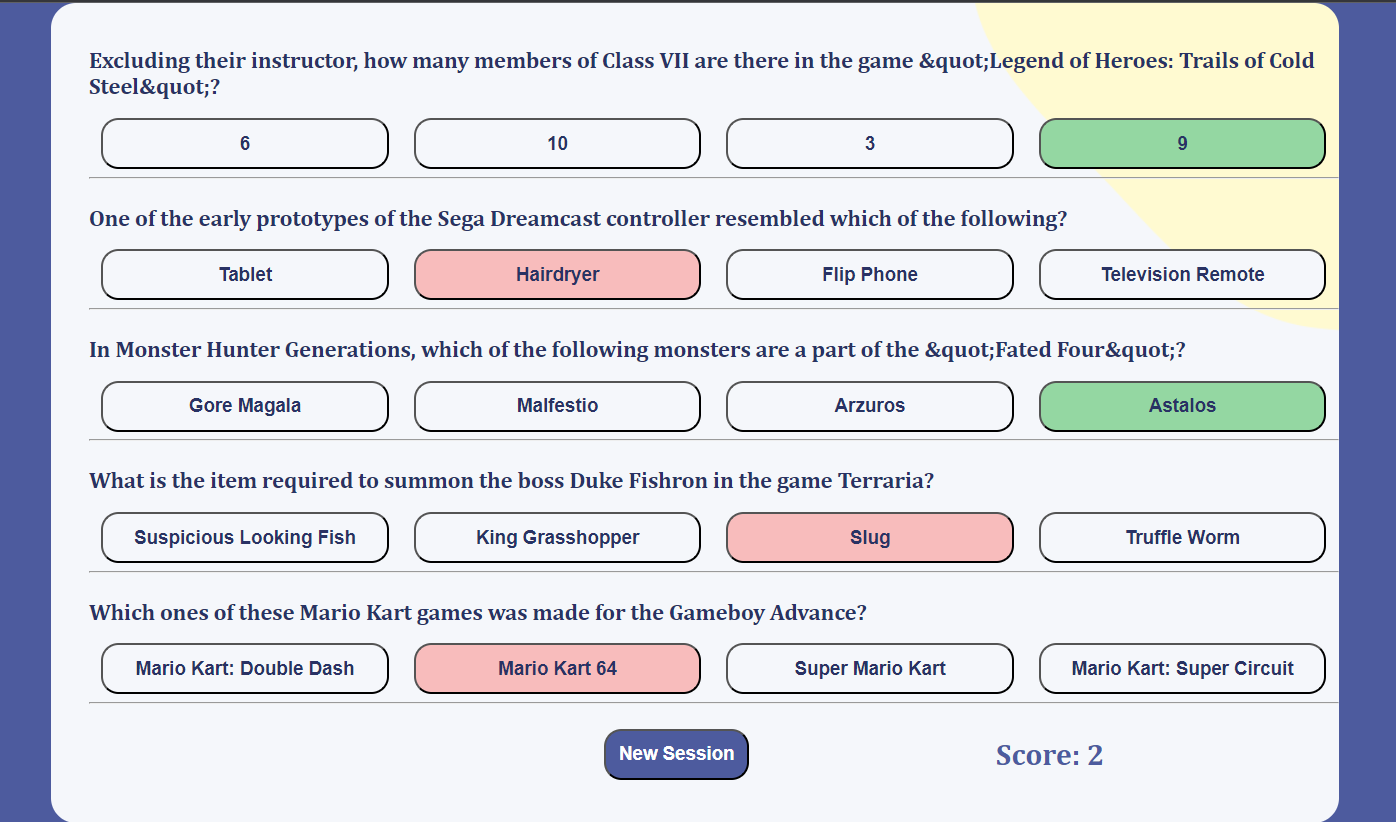 Excluding their instructor, how many members of Class VII are there in the game &quot;Legend of Heroes: Trails of Cold
Steel&quot;?
6 10 3 9
One of the early prototypes of the Sega Dreamcast controller resembled which of the following?
Tablet Hairdryer Flip Phone Television Remote
In Monster Hunter Generations, which of the following monsters are a part of the &quot;Fated Four&quot;?
Gore Magala Malfestio Arzuros Astalos
What is the item required to summon the boss Duke Fishron in the game Terraria?
Suspicious Looking Fish King Grasshopper Slug Truffle Worm
Which ones of these Mario Kart games was made for the Gameboy Advance?
Mario Kart: Double Dash Mario Kart 64 Super Mario Kart Mario Kart: Super Circuit
New Session Score: 2